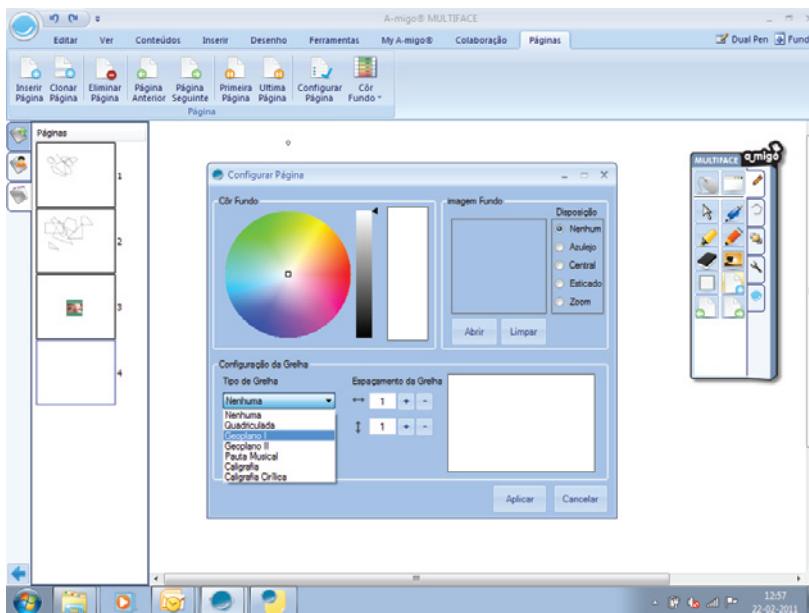 A-migo® MULTIFACE
Editar Ver Conteúdos Inserir Desenho Ferramentas My A-migo® Colaboração Páginas Dual Pen Fund
Inserir Página
Clonar Página
Eliminar Página
Página Anterior
Página Seguinte
Primeira Página
Ultima Página
Configurar Página
Côr Fundo
Página
Páginas
1
2
3
4
Configurar Página
Côr Fundo
imagem Fundo
Disposição
Nenhum
Azulejo
Central
Esticado
Zoom
Abrir Limpar
Configuração da Grelha
Tipo de Grelha
Nenhuma
Nenhuma
Quadriculada
Geoplano I
Geoplano II
Pauta Musical
Caligrafia
Caligrafia Cirílica
Espaçamento da Grelha
1 + -
1 + -
Aplicar Cancelar
MULTIFACE a_migo
12:57
22-02-2011